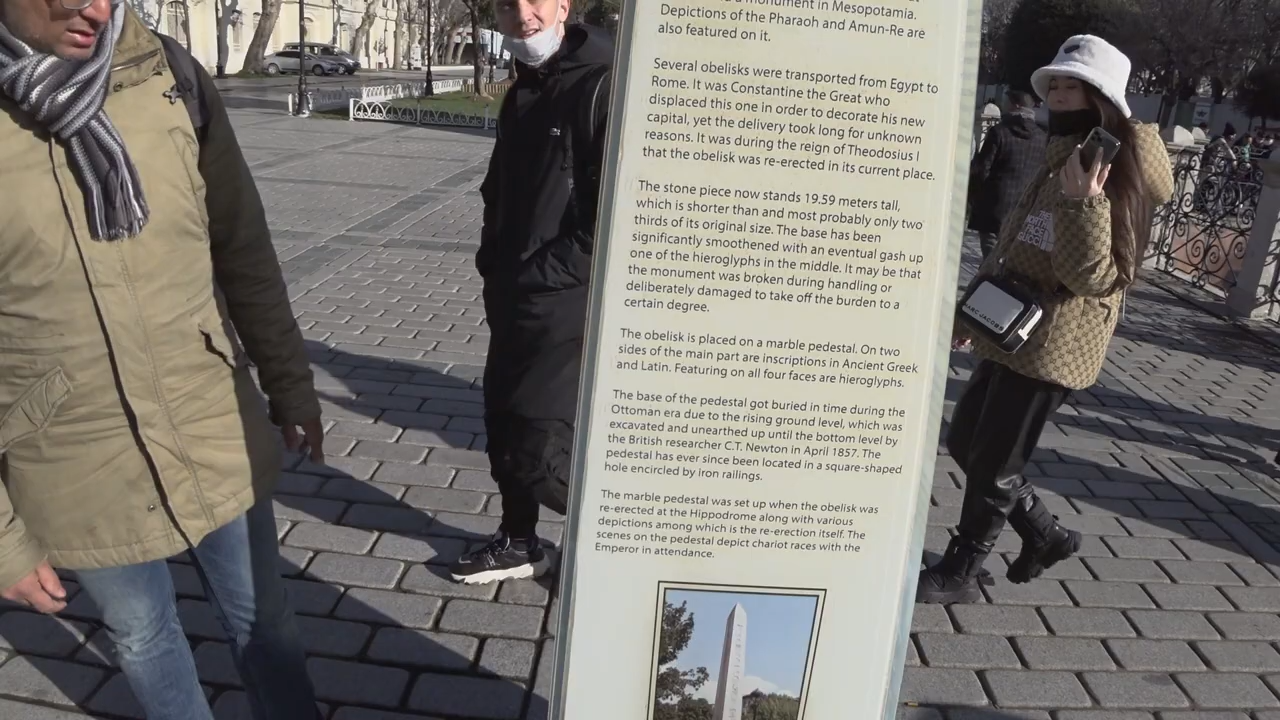 a monument in Mesopotamia.
Depictions of the Pharaoh and Amun-Re are
also featured on it.
Several obelisks were transported from Egypt to
Rome. It was Constantine the Great who
displaced this one in order to decorate his new
capital, yet the delivery took long for unknown
reasons. It was during the reign of Theodosius I
that the obelisk was re-erected in its current place.
The stone piece now stands 19.59 meters tall,
which is shorter than and most probably only two
thirds of its original size. The base has been
significantly smoothened with an eventual gash up
one of the hieroglyphs in the middle. It may be that
the monument was broken during handling or
deliberately damaged to take off the burden to a
certain degree.
The obelisk is placed on a marble pedestal. On two
sides of the main part are inscriptions in Ancient Greek
and Latin. Featuring on all four faces are hieroglyphs.
The base of the pedestal got buried in time during the
Ottoman era due to the rising ground level, which was
excavated and unearthed up until the bottom level by
the British researcher C.T. Newton in April 1857. The
pedestal has ever since been located in a square-shaped
hole encircled by iron railings.
The marble pedestal was set up when the obelisk was
re-erected at the Hippodrome along with various
depictions among which is the re-erection itself. The
scenes on the pedestal depict chariot races with the
Emperor in attendance.
MARC JACOBS